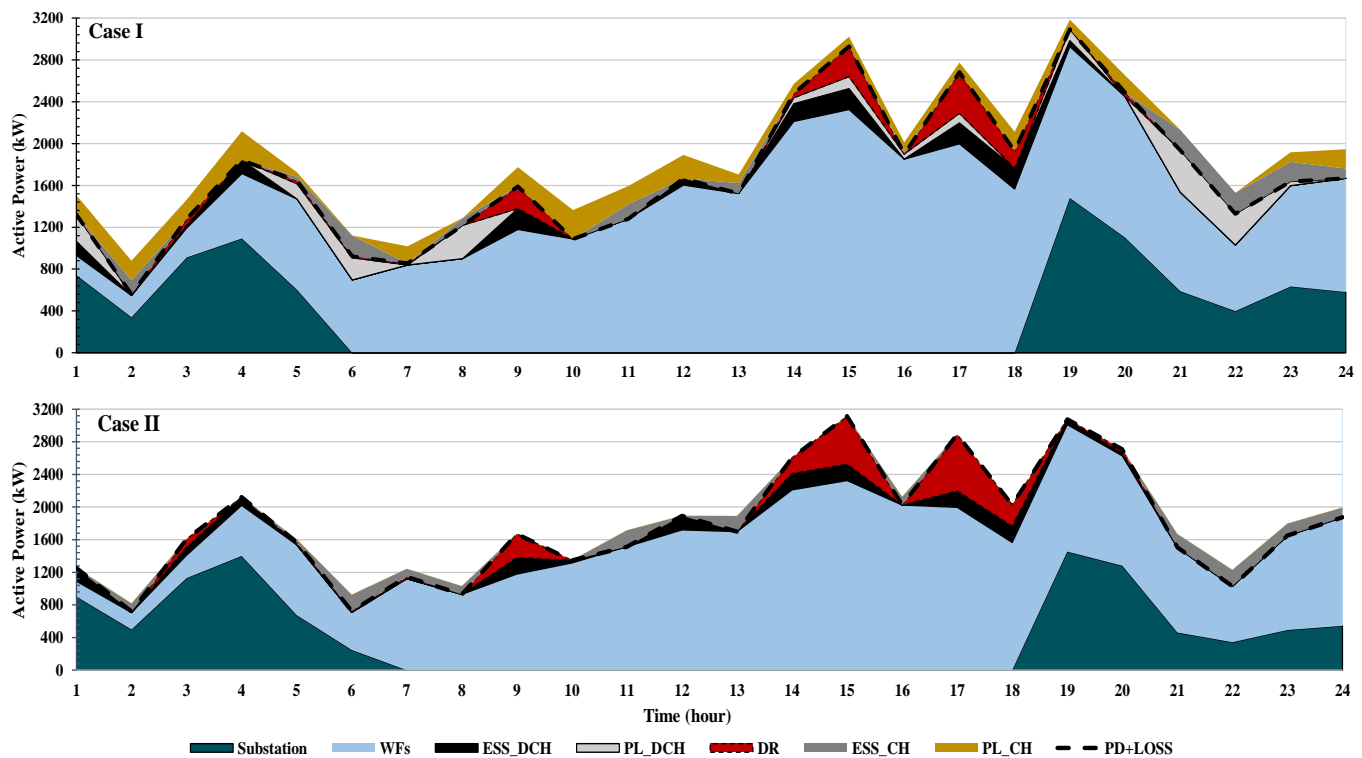 Case I
Active Power (kW)
3200
2800
2400
2000
1600
1200
800
400
0
1 2 3 4 5 6 7 8 9 10 11 12 13 14 15 16 17 18 19 20 21 22 23 24
Case II
Active Power (kW)
3200
2800
2400
2000
1600
1200
800
400
0
1 2 3 4 5 6 7 8 9 10 11 12 13 14 15 16 17 18 19 20 21 22 23 24
Time (hour)
Substation WFs ESS_DCH PL_DCH DR ESS_CH PL_CH PD+LOSS